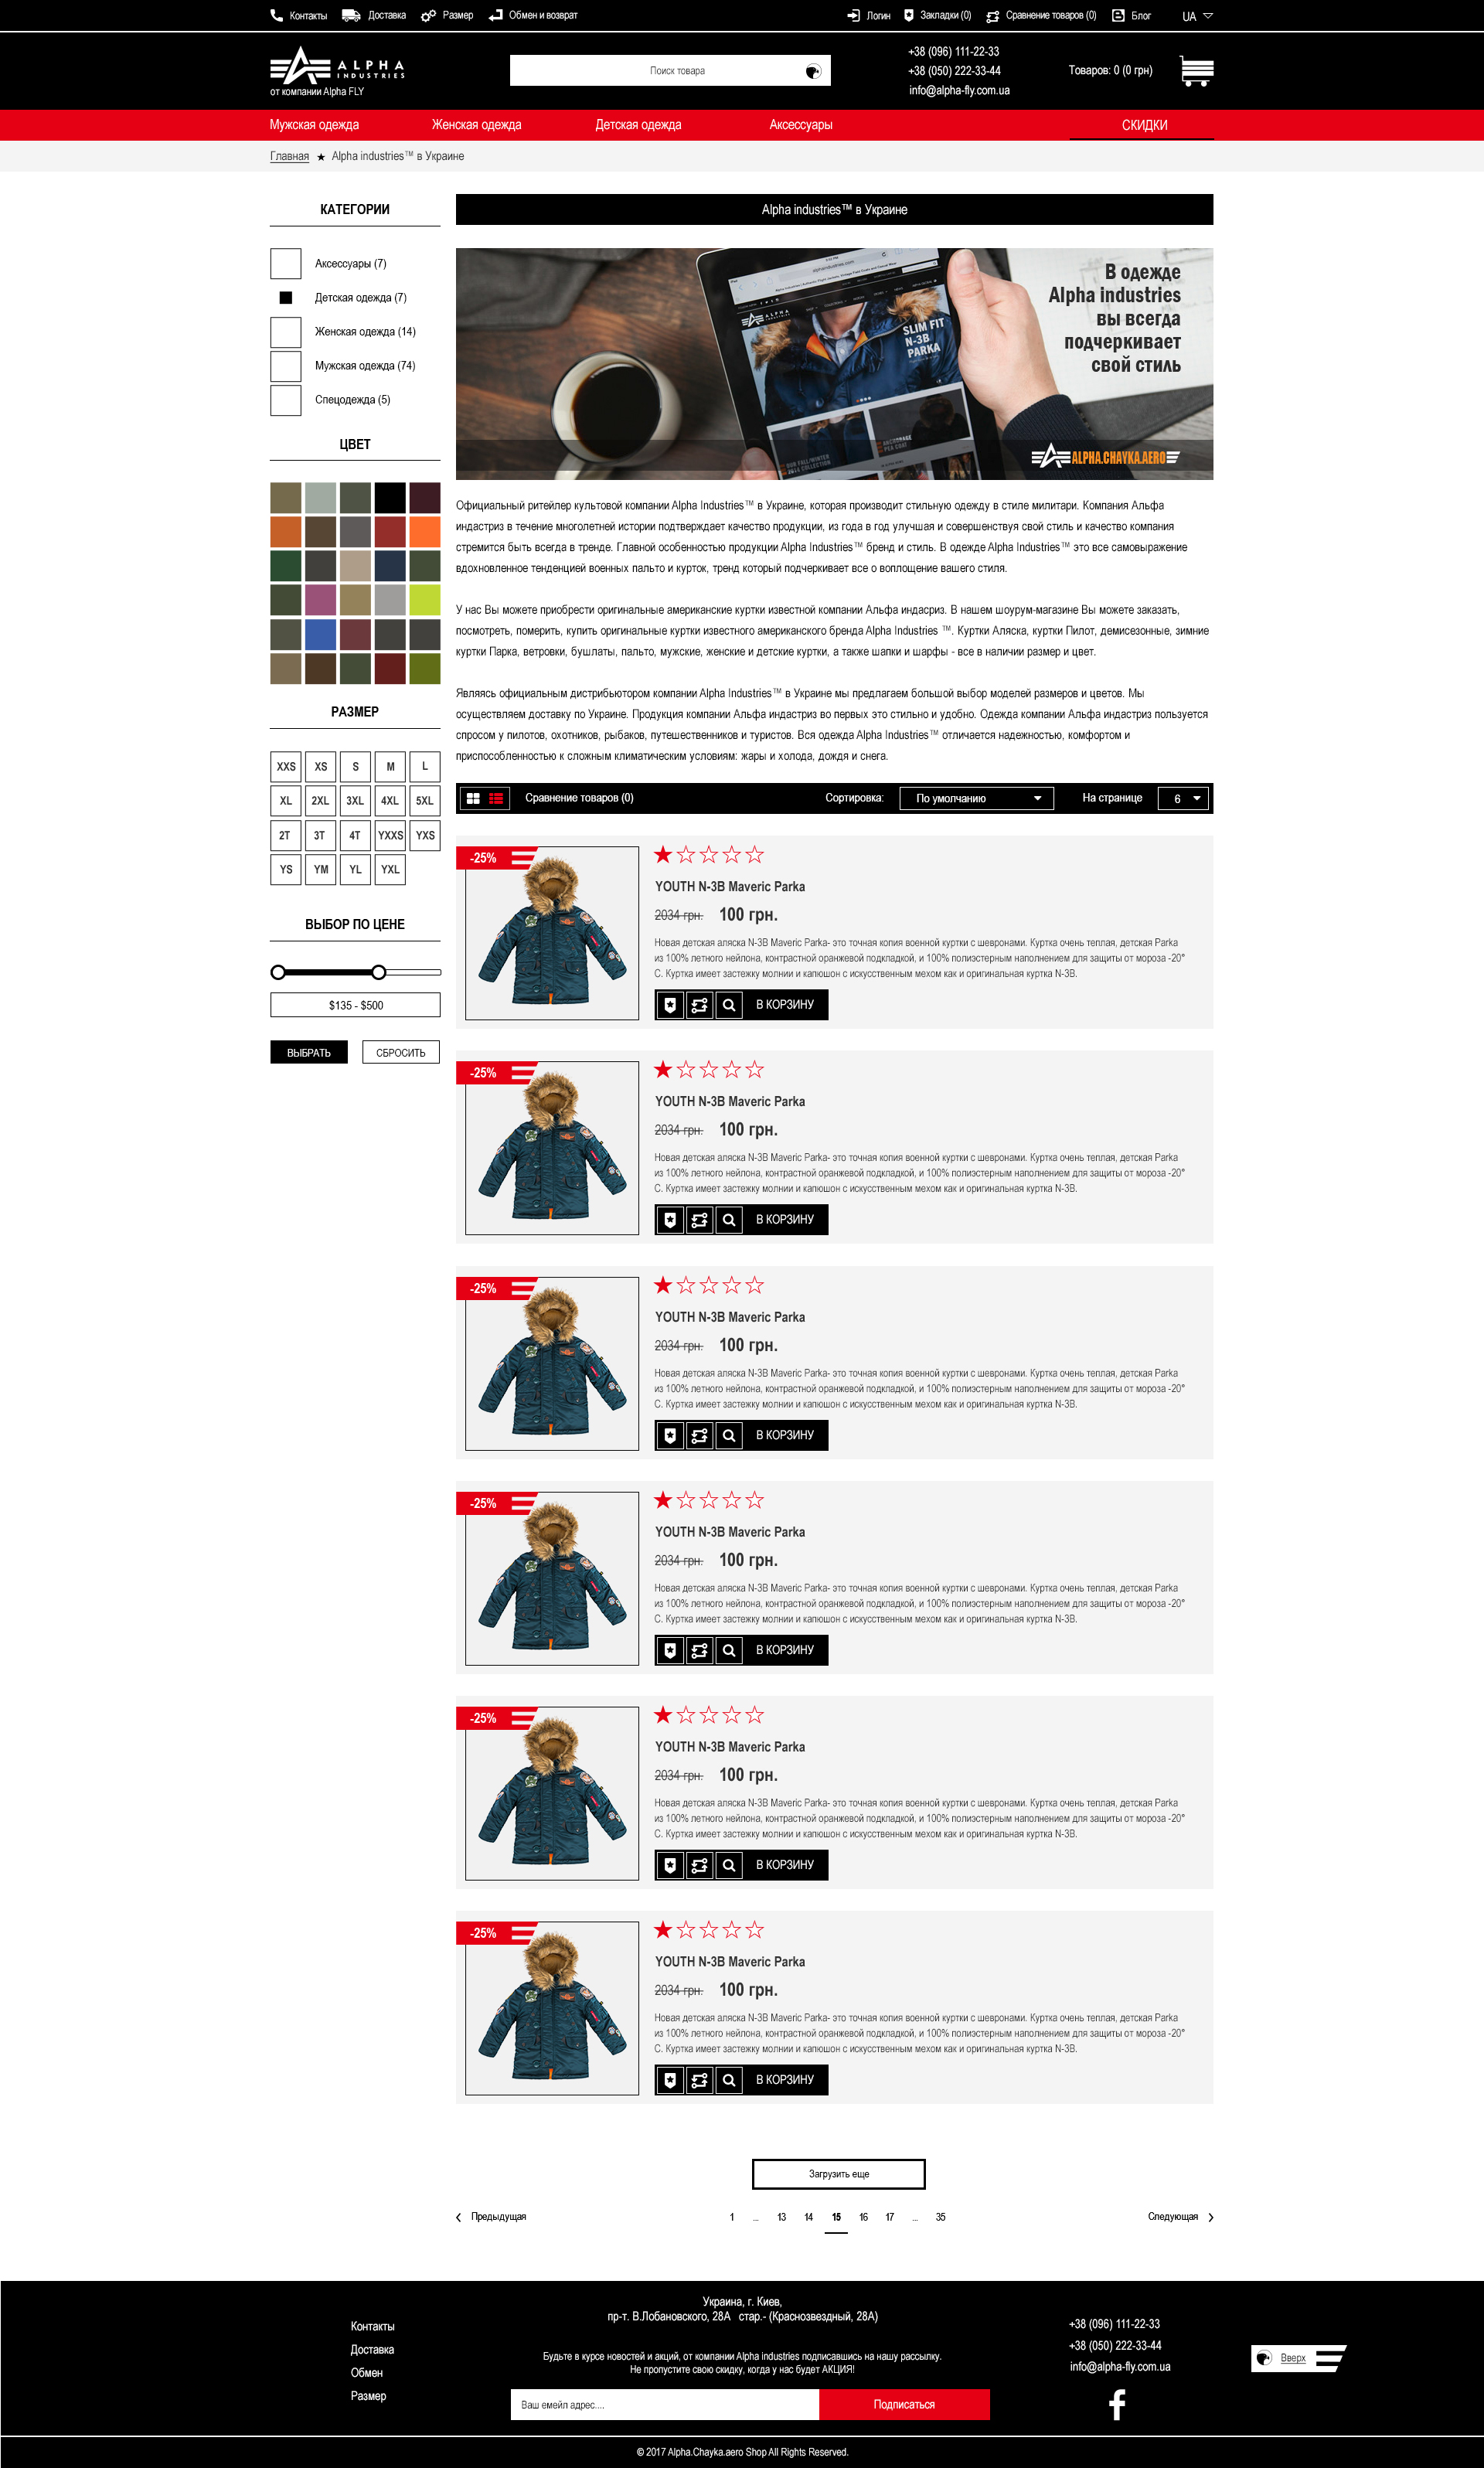 Контакты Доставка Размер Обмен и возврат Логин Закладки (0) Сравнение товаров (0) Блог UA
ALPHA
INDUSTRIES
от компании Alpha FLY
Поиск товара
+38 (096) 111-22-33
+38 (050) 222-33-44
info@alpha-fly.com.ua
Товаров: 0 (0 грн)
Мужская одежда Женская одежда Детская одежда Аксессуары СКИДКИ
Главная ★ Alpha industries™ в Украине
КАТЕГОРИИ
Аксессуары (7)
Детская одежда (7)
Женская одежда (14)
Мужская одежда (74)
Спецодежда (5)
ЦВЕТ
РАЗМЕР
XXS XS S M L
XL 2XL 3XL 4XL 5XL
2T 3T 4T YXXS YXS
YS YM YL YXL
ВЫБОР ПО ЦЕНЕ
$135 - $500
ВЫБРАТЬ СБРОСИТЬ
Alpha industries™ в Украине
ALPHA
SLIM FIT
N-3B
PARKA
В одежде
Alpha industries
вы всегда
подчеркивает
свой стиль
ALPHA.CHAYKA.AERO
Официальный ритейлер культовой компании Alpha Industries™ в Украине, которая производит стильную одежду в стиле милитари. Компания Альфа
индастриз в течение многолетней истории подтверждает качество продукции, из года в год улучшая и совершенствуя свой стиль и качество компания
стремится быть всегда в тренде. Главной особенностью продукции Alpha Industries™ бренд и стиль. В одежде Alpha Industries™ это все самовыражение
вдохновленное тенденцией военных пальто и курток, тренд который подчеркивает все о воплощение вашего стиля.
У нас Вы можете приобрести оригинальные американские куртки известной компании Альфа индасриз. В нашем шоурум-магазине Вы можете заказать,
посмотреть, померить, купить оригинальные куртки известного американского бренда Alpha Industries ™. Куртки Аляска, куртки Пилот, демисезонные, зимние
куртки Парка, ветровки, бушлаты, пальто, мужские, женские и детские куртки, а также шапки и шарфы - все в наличии размер и цвет.
Являясь официальным дистрибьютором компании Alpha Industries™ в Украине мы предлагаем большой выбор моделей размеров и цветов. Мы
осуществляем доставку по Украине. Продукция компании Альфа индастриз во первых это стильно и удобно. Одежда компании Альфа индастриз пользуется
спросом у пилотов, охотников, рыбаков, путешественников и туристов. Вся одежда Alpha Industries™ отличается надежностью, комфортом и
приспособленностью к сложным климатическим условиям: жары и холода, дождя и снега.
Сравнение товаров (0) Сортировка: По умолчанию На странице 6
-25%
YOUTH N-3B Maveric Parka
2034 грн. 100 грн.
Новая детская аляска N-3B Maveric Parka- это точная копия военной куртки с шевронами. Куртка очень теплая, детская Parka
из 100% летного нейлона, контрастной оранжевой подкладкой, и 100% полиэстерным наполнением для защиты от мороза -20°
C. Куртка имеет застежку молнии и капюшон с искусственным мехом как и оригинальная куртка N-3B.
В КОРЗИНУ
-25%
YOUTH N-3B Maveric Parka
2034 грн. 100 грн.
Новая детская аляска N-3B Maveric Parka- это точная копия военной куртки с шевронами. Куртка очень теплая, детская Parka
из 100% летного нейлона, контрастной оранжевой подкладкой, и 100% полиэстерным наполнением для защиты от мороза -20°
C. Куртка имеет застежку молнии и капюшон с искусственным мехом как и оригинальная куртка N-3B.
В КОРЗИНУ
-25%
YOUTH N-3B Maveric Parka
2034 грн. 100 грн.
Новая детская аляска N-3B Maveric Parka- это точная копия военной куртки с шевронами. Куртка очень теплая, детская Parka
из 100% летного нейлона, контрастной оранжевой подкладкой, и 100% полиэстерным наполнением для защиты от мороза -20°
C. Куртка имеет застежку молнии и капюшон с искусственным мехом как и оригинальная куртка N-3B.
В КОРЗИНУ
-25%
YOUTH N-3B Maveric Parka
2034 грн. 100 грн.
Новая детская аляска N-3B Maveric Parka- это точная копия военной куртки с шевронами. Куртка очень теплая, детская Parka
из 100% летного нейлона, контрастной оранжевой подкладкой, и 100% полиэстерным наполнением для защиты от мороза -20°
C. Куртка имеет застежку молнии и капюшон с искусственным мехом как и оригинальная куртка N-3B.
В КОРЗИНУ
-25%
YOUTH N-3B Maveric Parka
2034 грн. 100 грн.
Новая детская аляска N-3B Maveric Parka- это точная копия военной куртки с шевронами. Куртка очень теплая, детская Parka
из 100% летного нейлона, контрастной оранжевой подкладкой, и 100% полиэстерным наполнением для защиты от мороза -20°
C. Куртка имеет застежку молнии и капюшон с искусственным мехом как и оригинальная куртка N-3B.
В КОРЗИНУ
-25%
YOUTH N-3B Maveric Parka
2034 грн. 100 грн.
Новая детская аляска N-3B Maveric Parka- это точная копия военной куртки с шевронами. Куртка очень теплая, детская Parka
из 100% летного нейлона, контрастной оранжевой подкладкой, и 100% полиэстерным наполнением для защиты от мороза -20°
C. Куртка имеет застежку молнии и капюшон с искусственным мехом как и оригинальная куртка N-3B.
В КОРЗИНУ
Загрузить еще
Предыдущая 1 ... 13 14 15 16 17 ... 35 Следующая
Контакты
Доставка
Обмен
Размер
Украина, г. Киев,
пр-т. В.Лобановского, 28А стар.- (Краснозвездный, 28А)
Будьте в курсе новостей и акций, от компании Alpha industries подписавшись на нашу рассылку.
Не пропустите свою скидку, когда у нас будет АКЦИЯ!
Ваш емейл адрес.... Подписаться
+38 (096) 111-22-33
+38 (050) 222-33-44
info@alpha-fly.com.ua
Вверх
© 2017 Alpha.Chayka.aero Shop All Rights Reserved.